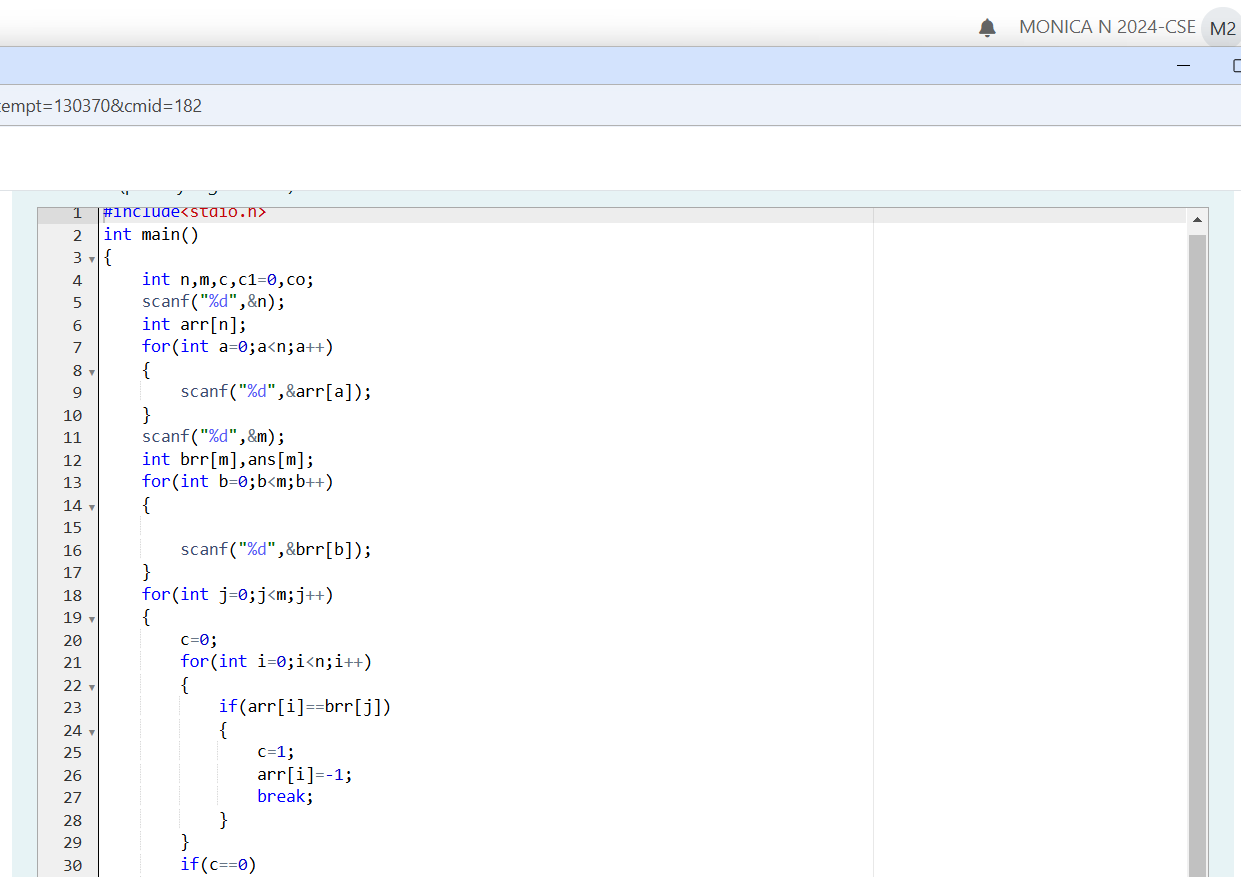 MONICA N 2024-CSE M2
empt=130370&cmid=182
1 #include<stdio.h>
2 int main()
3 {
4 int n,m,c,c1=0,co;
5 scanf("%d",&n);
6 int arr[n];
7 for(int a=0;a<n;a++)
8 {
9 scanf("%d",&arr[a]);
10 }
11 scanf("%d",&m);
12 int brr[m],ans[m];
13 for(int b=0;b<m;b++)
14 {
15
16 scanf("%d",&brr[b]);
17 }
18 for(int j=0;j<m;j++)
19 {
20 c=0;
21 for(int i=0;i<n;i++)
22 {
23 if(arr[i]==brr[j])
24 {
25 c=1;
26 arr[i]=-1;
27 break;
28 }
29 }
30 if(c==0)